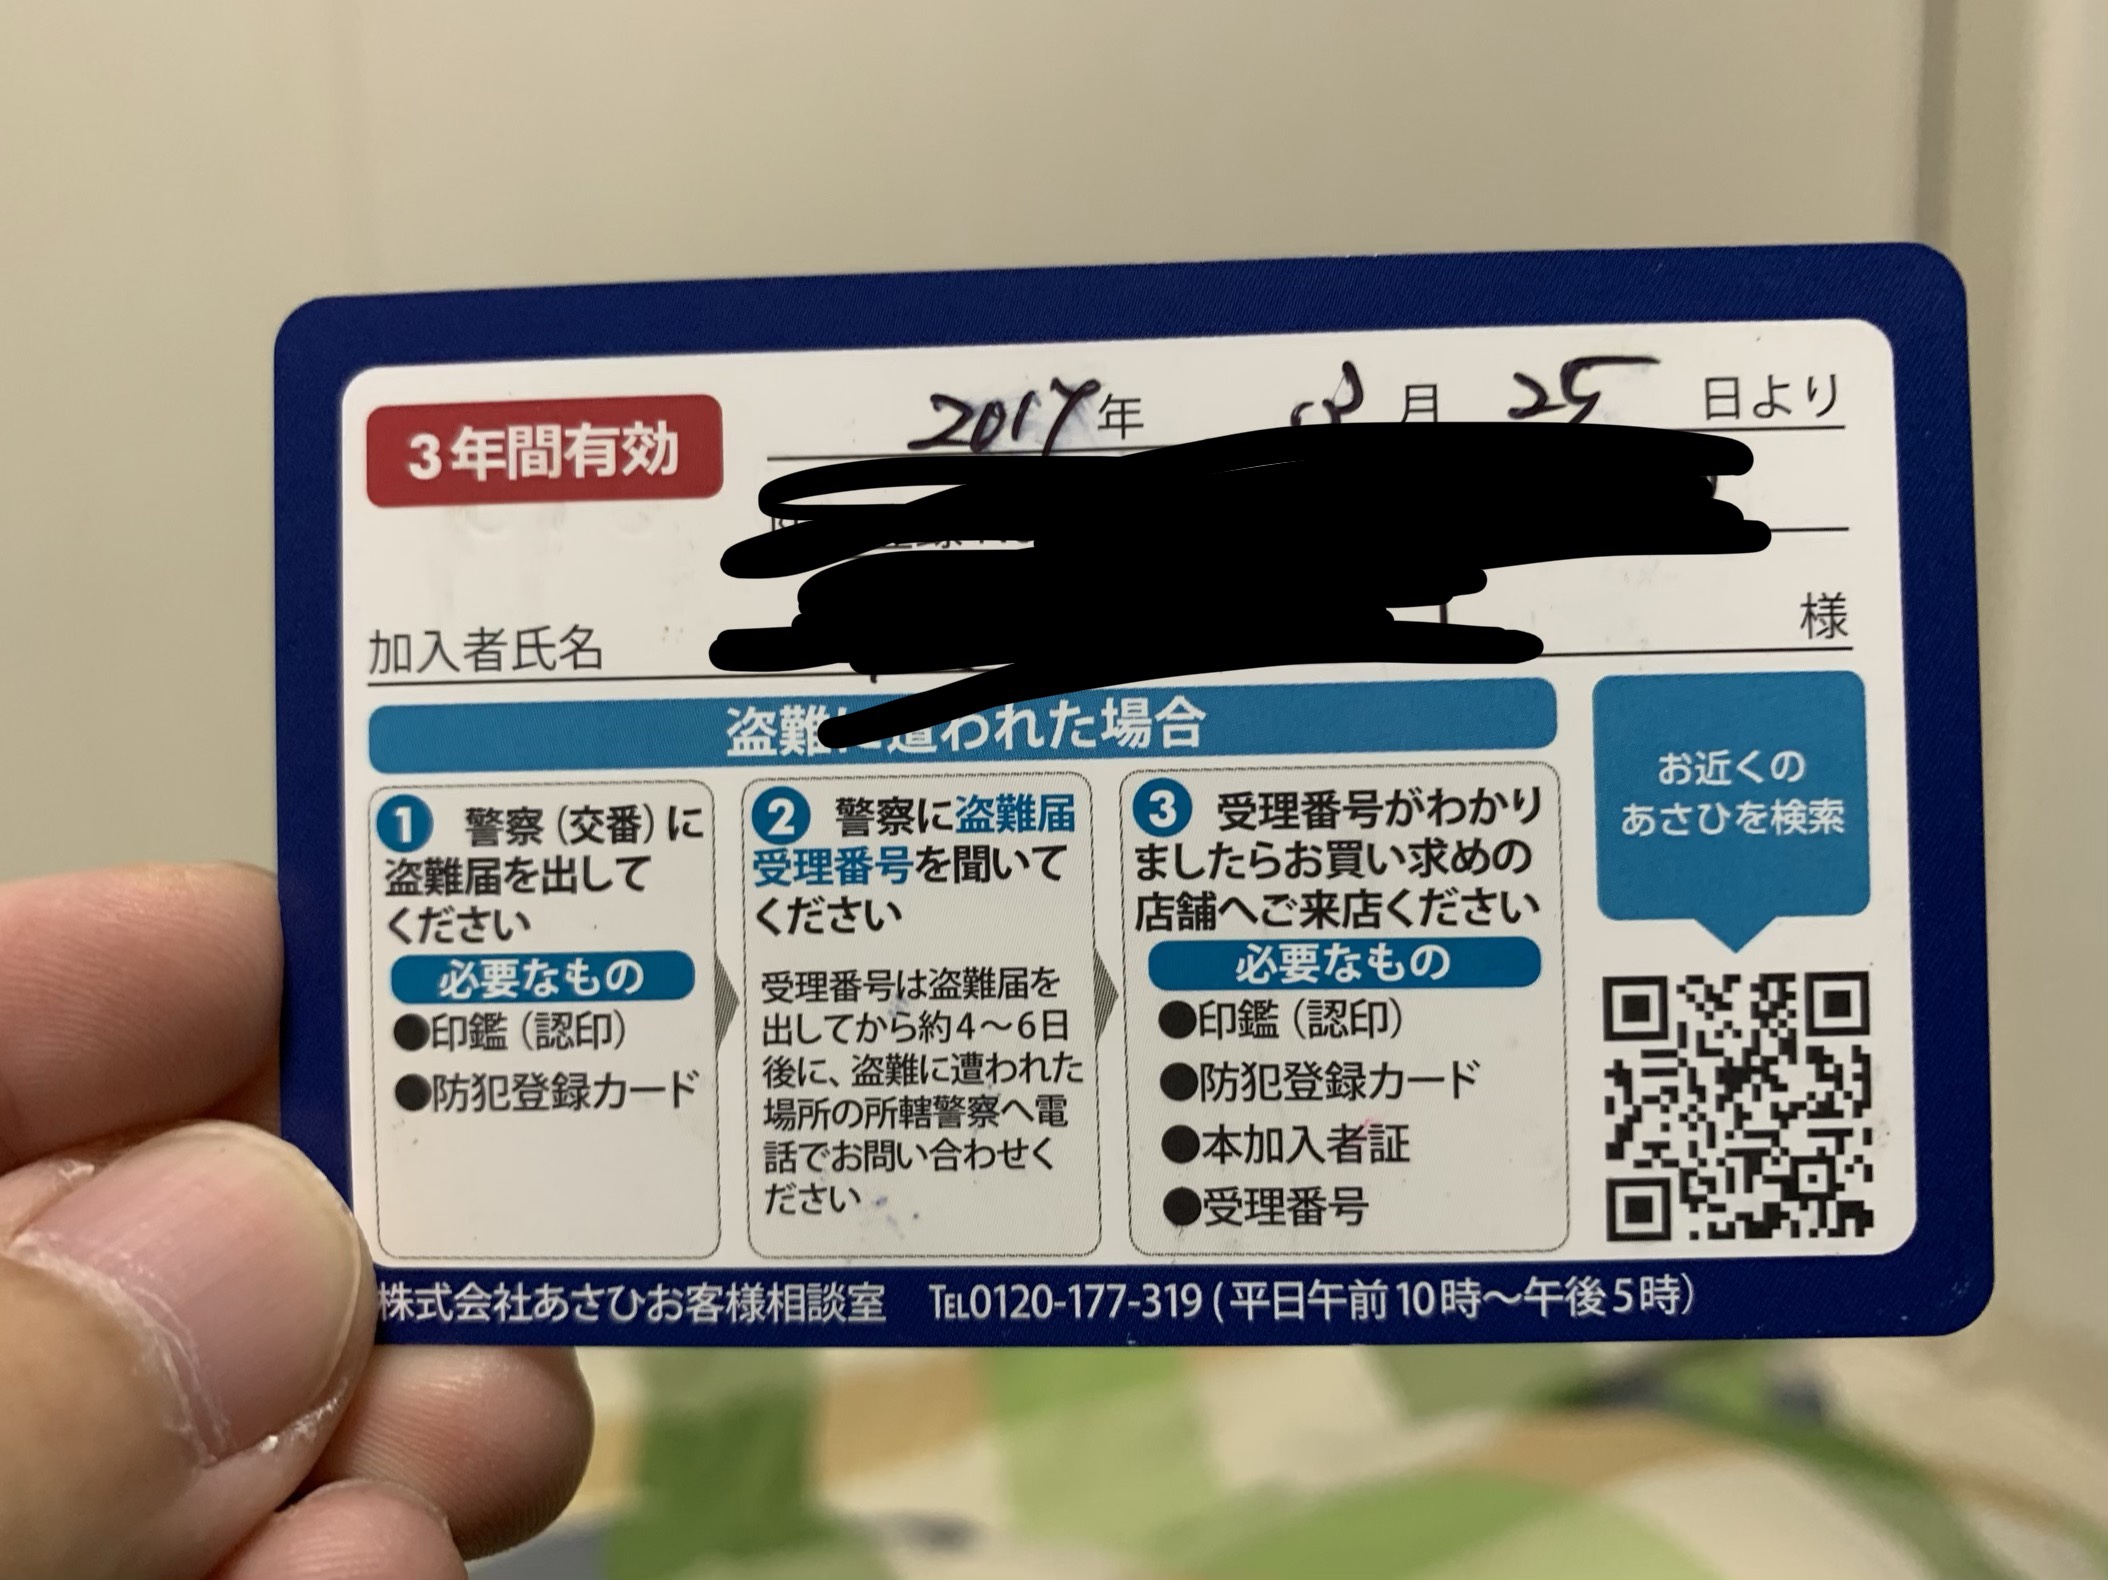 3年間有効
2017年 3月 25日より
加入者氏名 様
盗難に遭われた場合
1 警察(交番)に
盗難届を出して
ください
必要なもの
●印鑑(認印)
●防犯登録カード
2 警察に盗難届
受理番号を聞いて
ください
受理番号は盗難届を
出してから約4〜6日
後に、盗難に遭われた
場所の所轄警察へ電
話でお問い合わせく
ださい
3 受理番号がわかり
ましたらお買い求めの
店舗へご来店ください
必要なもの
●印鑑(認印)
●防犯登録カード
●本加入者証
●受理番号
お近くの
あさひを検索
株式会社あさひお客様相談室 TEL0120-177-319(平日午前10時〜午後5時)